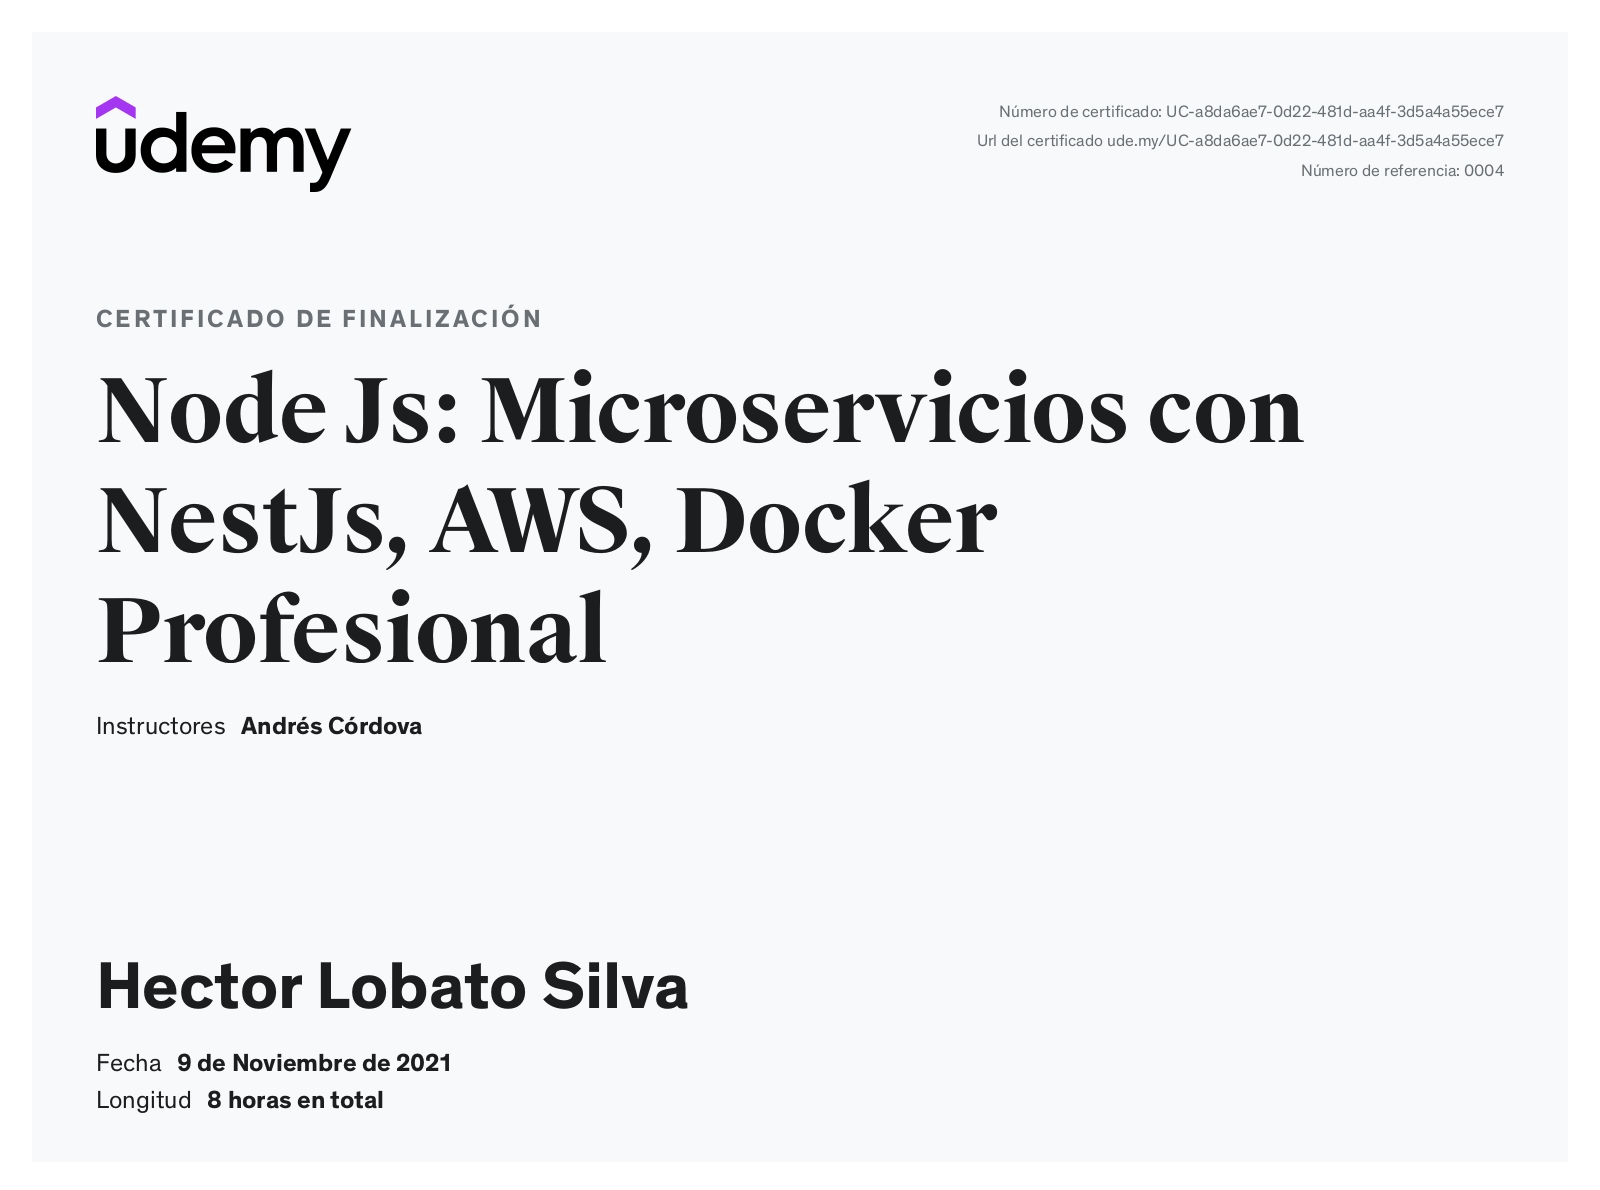 udemy
Número de certificado: UC-a8da6ae7-0d22-481d-aa4f-3d5a4a55ece7
Url del certificado ude.my/UC-a8da6ae7-0d22-481d-aa4f-3d5a4a55ece7
Número de referencia: 0004
CERTIFICADO DE FINALIZACIÓN
Node Js: Microservicios con
NestJs, AWS, Docker
Profesional
Instructores Andrés Córdova
Hector Lobato Silva
Fecha 9 de Noviembre de 2021
Longitud 8 horas en total